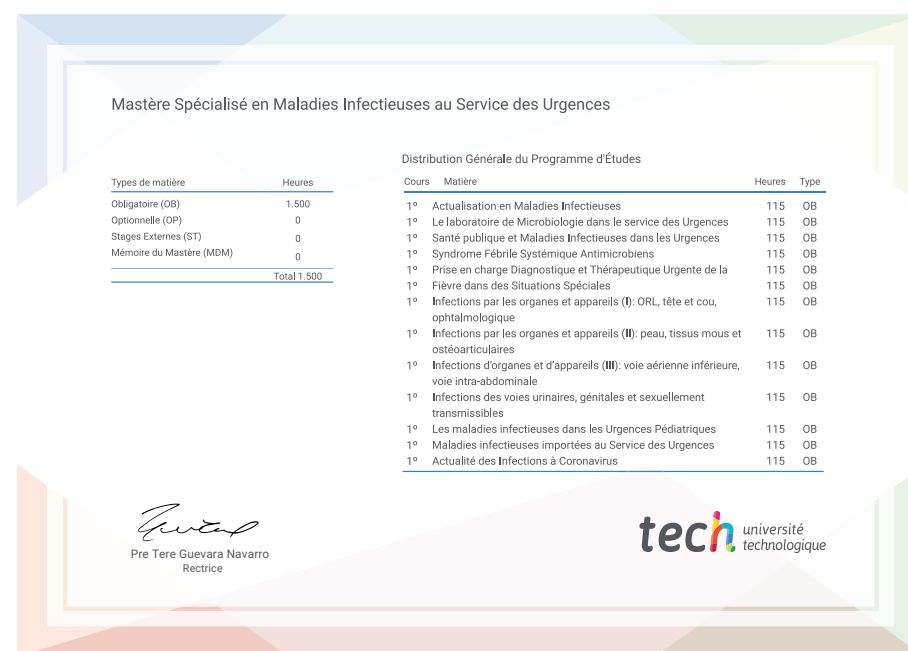 Mastère Spécialisé en Maladies Infectieuses au Service des Urgences
Types de matière Heures
Obligatoire (OB) 1.500
Optionnelle (OP) 0
Stages Externes (ST) 0
Mémoire du Mastère (MDM) 0
Total 1.500
Distribution Générale du Programme d'Études
Cours Matière Heures Type
1º Actualisation en Maladies Infectieuses 115 OB
1º Le laboratoire de Microbiologie dans le service des Urgences 115 OB
1º Santé publique et Maladies Infectieuses dans les Urgences 115 OB
1º Syndrome Fébrile Systémique Antimicrobiens 115 OB
1º Prise en charge Diagnostique et Thérapeutique Urgente de la 115 OB
1º Fièvre dans des Situations Spéciales 115 OB
1º Infections par les organes et appareils (I): ORL, tête et cou, 115 OB
ophtalmologique
1º Infections par les organes et appareils (II): peau, tissus mous et 115 OB
ostéoarticulaires
1º Infections d'organes et d'appareils (III): voie aérienne inférieure, 115 OB
voie intra-abdominale
1º Infections des voies urinaires, génitales et sexuellement 115 OB
transmissibles
1º Les maladies infectieuses dans les Urgences Pédiatriques 115 OB
1º Maladies infectieuses importées au Service des Urgences 115 OB
1º Actualité des Infections à Coronavirus 115 OB
Pre Tere Guevara Navarro
Rectrice
tech université
technologique